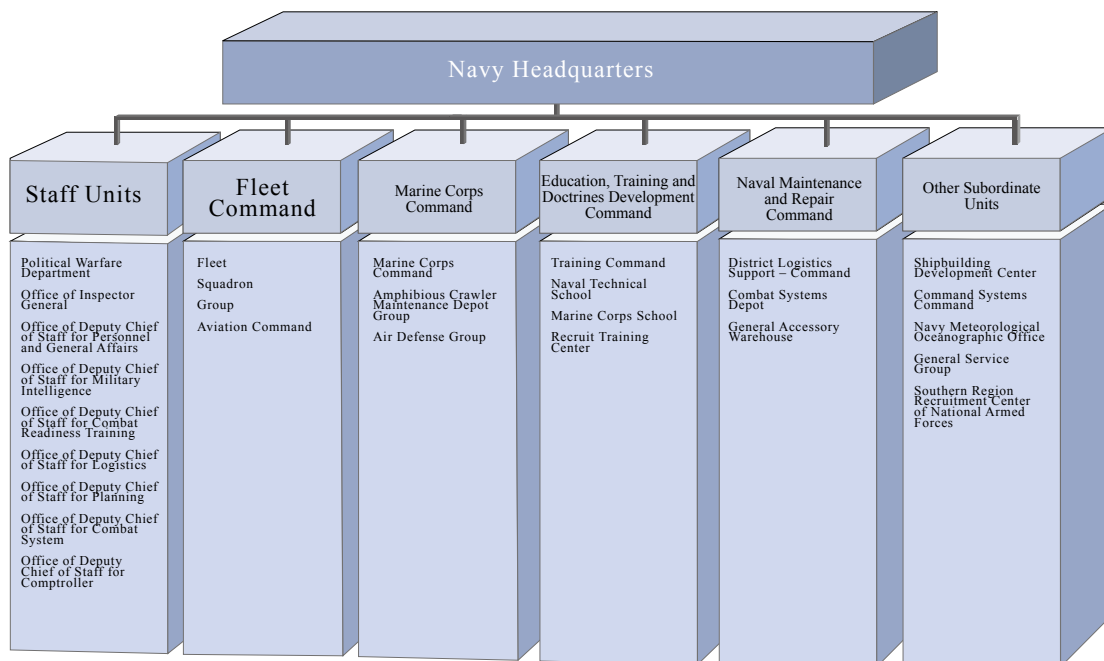 Navy Headquarters
Staff Units
Political Warfare
Department
Office of Inspector
General
Office of Deputy Chief
of Staff for Personnel
and General Affairs
Office of Deputy Chief
of Staff for Military
Intelligence
Office of Deputy Chief
of Staff for Combat
Readiness Training
Office of Deputy Chief
of Staff for Logistics
Office of Deputy Chief
of Staff for Planning
Office of Deputy Chief
of Staff for Combat
System
Office of Deputy
Chief of Staff for
Comptroller
Fleet
Command
Fleet
Squadron
Group
Aviation Command
Marine Corps
Command
Marine Corps
Command
Amphibious Crawler
Maintenance Depot
Group
Air Defense Group
Education, Training and
Doctrines Development
Command
Training Command
Naval Technical
School
Marine Corps School
Recruit Training
Center
Naval Maintenance
and Repair
Command
District Logistics
Support – Command
Combat Systems
Depot
General Accessory
Warehouse
Other Subordinate
Units
Shipbuilding
Development Center
Command Systems
Command
Navy Meteorological
Oceanographic Office
General Service
Group
Southern Region
Recruitment Center
of National Armed
Forces